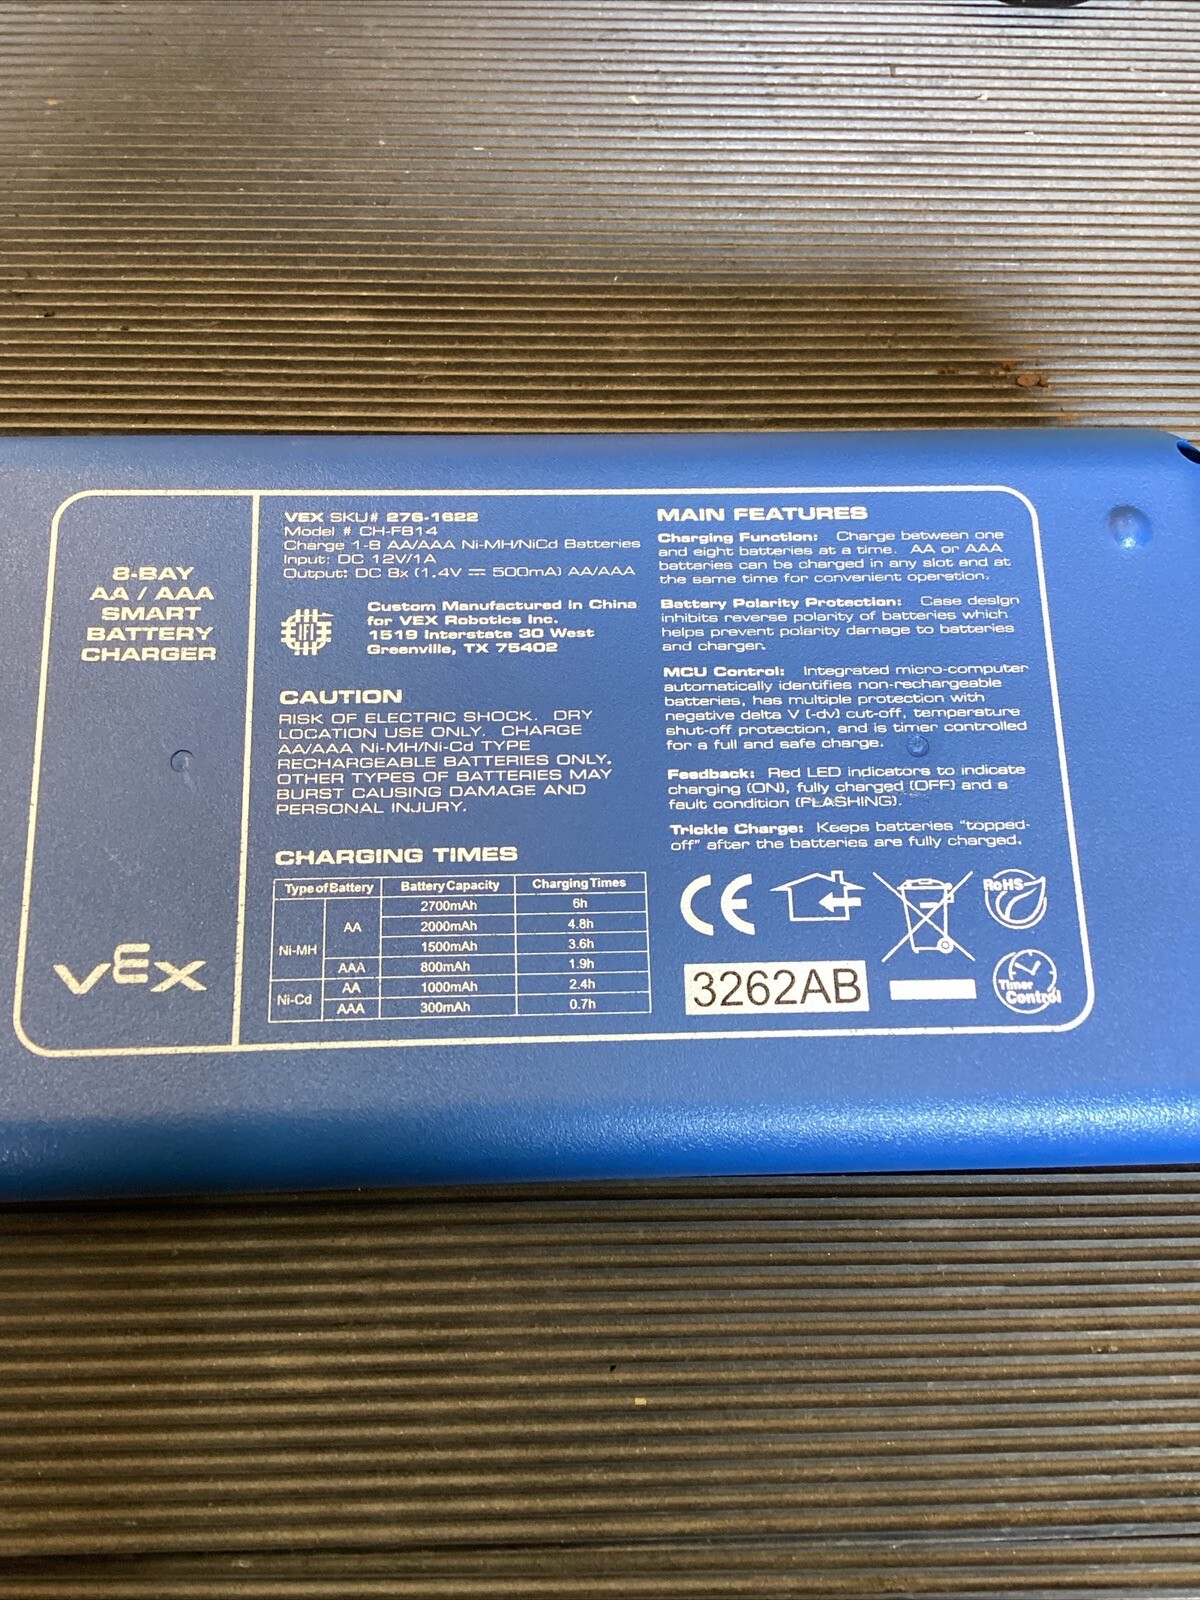 8-BAY
AA / AAA
SMART
BATTERY
CHARGER
VEX
VEX SKU# 276-1622
Model # CH-F814
Charge 1-8 AA/AAA Ni-MH/NiCd Batteries
Input: DC 12V/1A
Output: DC 8x (1.4V ⎓ 500mA) AA/AAA
IFI
Custom Manufactured in China
for VEX Robotics Inc.
1519 Interstate 30 West
Greenville, TX 75402
CAUTION
RISK OF ELECTRIC SHOCK. DRY
LOCATION USE ONLY. CHARGE
AA/AAA Ni-MH/Ni-Cd TYPE
RECHARGEABLE BATTERIES ONLY.
OTHER TYPES OF BATTERIES MAY
BURST CAUSING DAMAGE AND
PERSONAL INJURY.
CHARGING TIMES
Type of Battery Battery Capacity Charging Times
Ni-MH AA 2700mAh 6h
2000mAh 4.8h
1500mAh 3.6h
AAA 800mAh 1.9h
Ni-Cd AA 1000mAh 2.4h
AAA 300mAh 0.7h
MAIN FEATURES
Charging Function: Charge between one
and eight batteries at a time. AA or AAA
batteries can be charged in any slot and at
the same time for convenient operation.
Battery Polarity Protection: Case design
inhibits reverse polarity of batteries which
helps prevent polarity damage to batteries
and charger.
MCU Control: Integrated micro-computer
automatically identifies non-rechargeable
batteries, has multiple protection with
negative delta V (-dv) cut-off, temperature
shut-off protection, and is timer controlled
for a full and safe charge.
Feedback: Red LED indicators to indicate
charging (ON), fully charged (OFF) and a
fault condition (FLASHING).
Trickle Charge: Keeps batteries "topped-
off" after the batteries are fully charged.
CE
RoHS
3262AB
Timer
Control